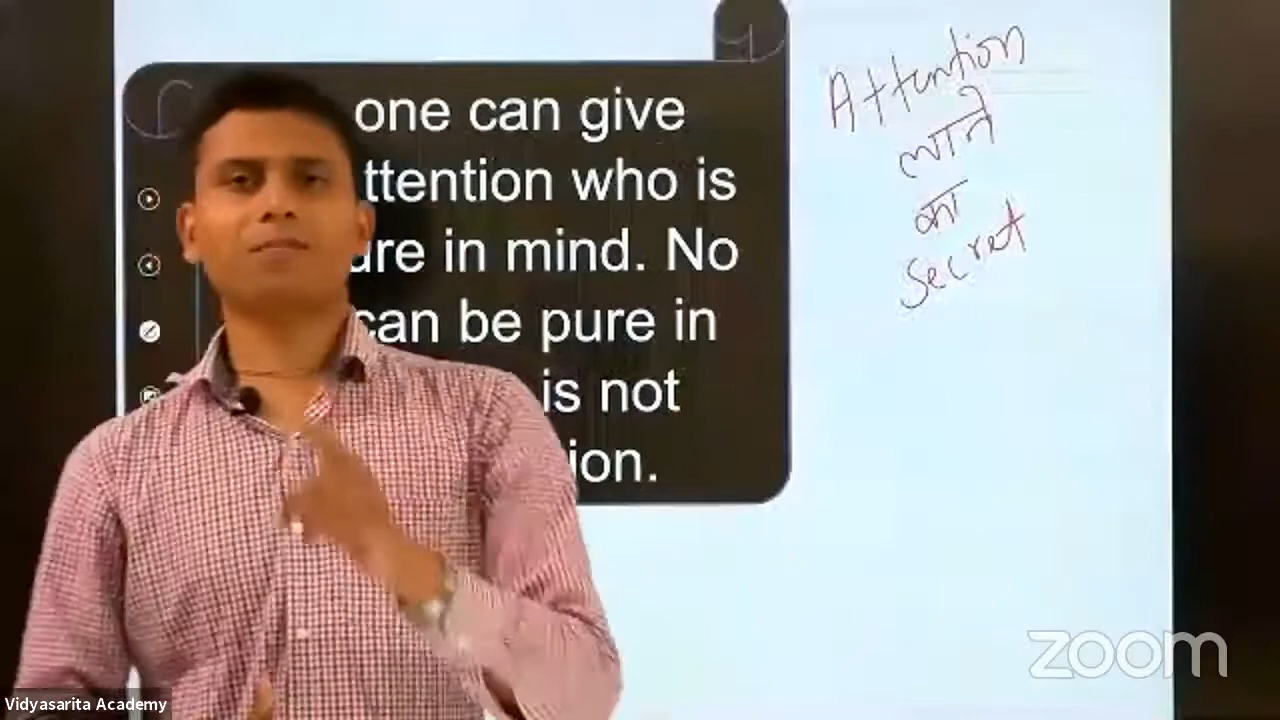 one can give
ttention who is
ure in mind. No
can be pure in
is not
ion.
Attention
लाने
का
Secret
zoom
Vidyasarita Academy